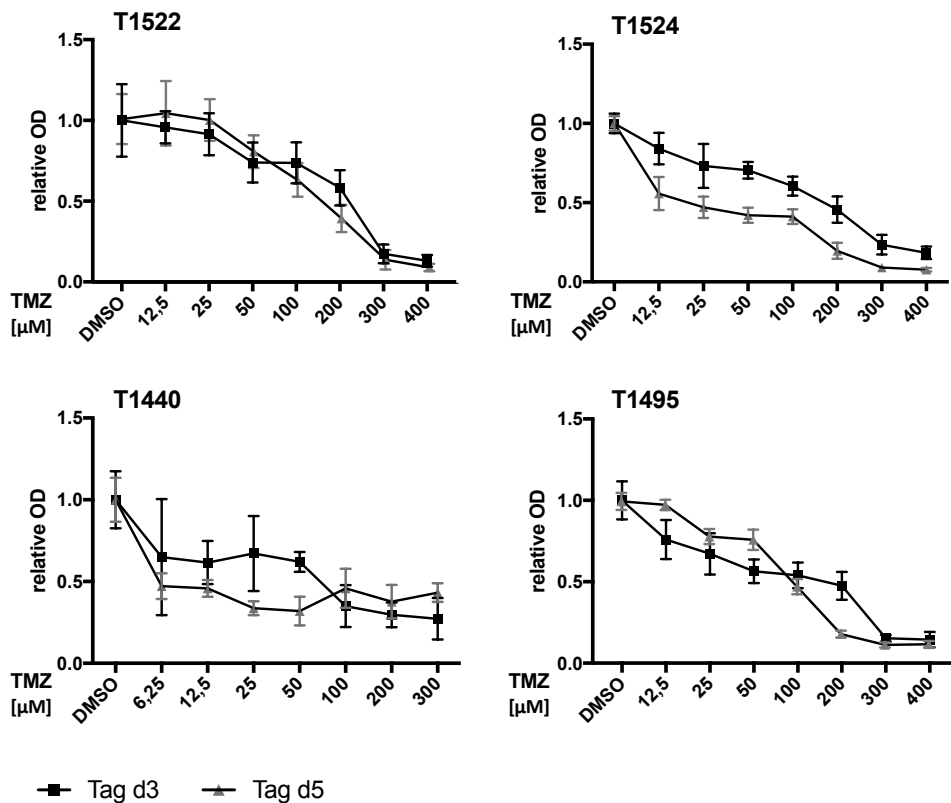 T1522
1.5
1.0
0.5
0.0
relative OD
TMZ
[µM]
DMSO
12,5
25
50
100
200
300
400
T1524
1.5
1.0
0.5
0.0
relative OD
TMZ
[µM]
DMSO
12,5
25
50
100
200
300
400
T1440
1.5
1.0
0.5
0.0
relative OD
TMZ
[µM]
DMSO
6,25
12,5
25
50
100
200
300
T1495
1.5
1.0
0.5
0.0
relative OD
TMZ
[µM]
DMSO
12,5
25
50
100
200
300
400
Tag d3 Tag d5